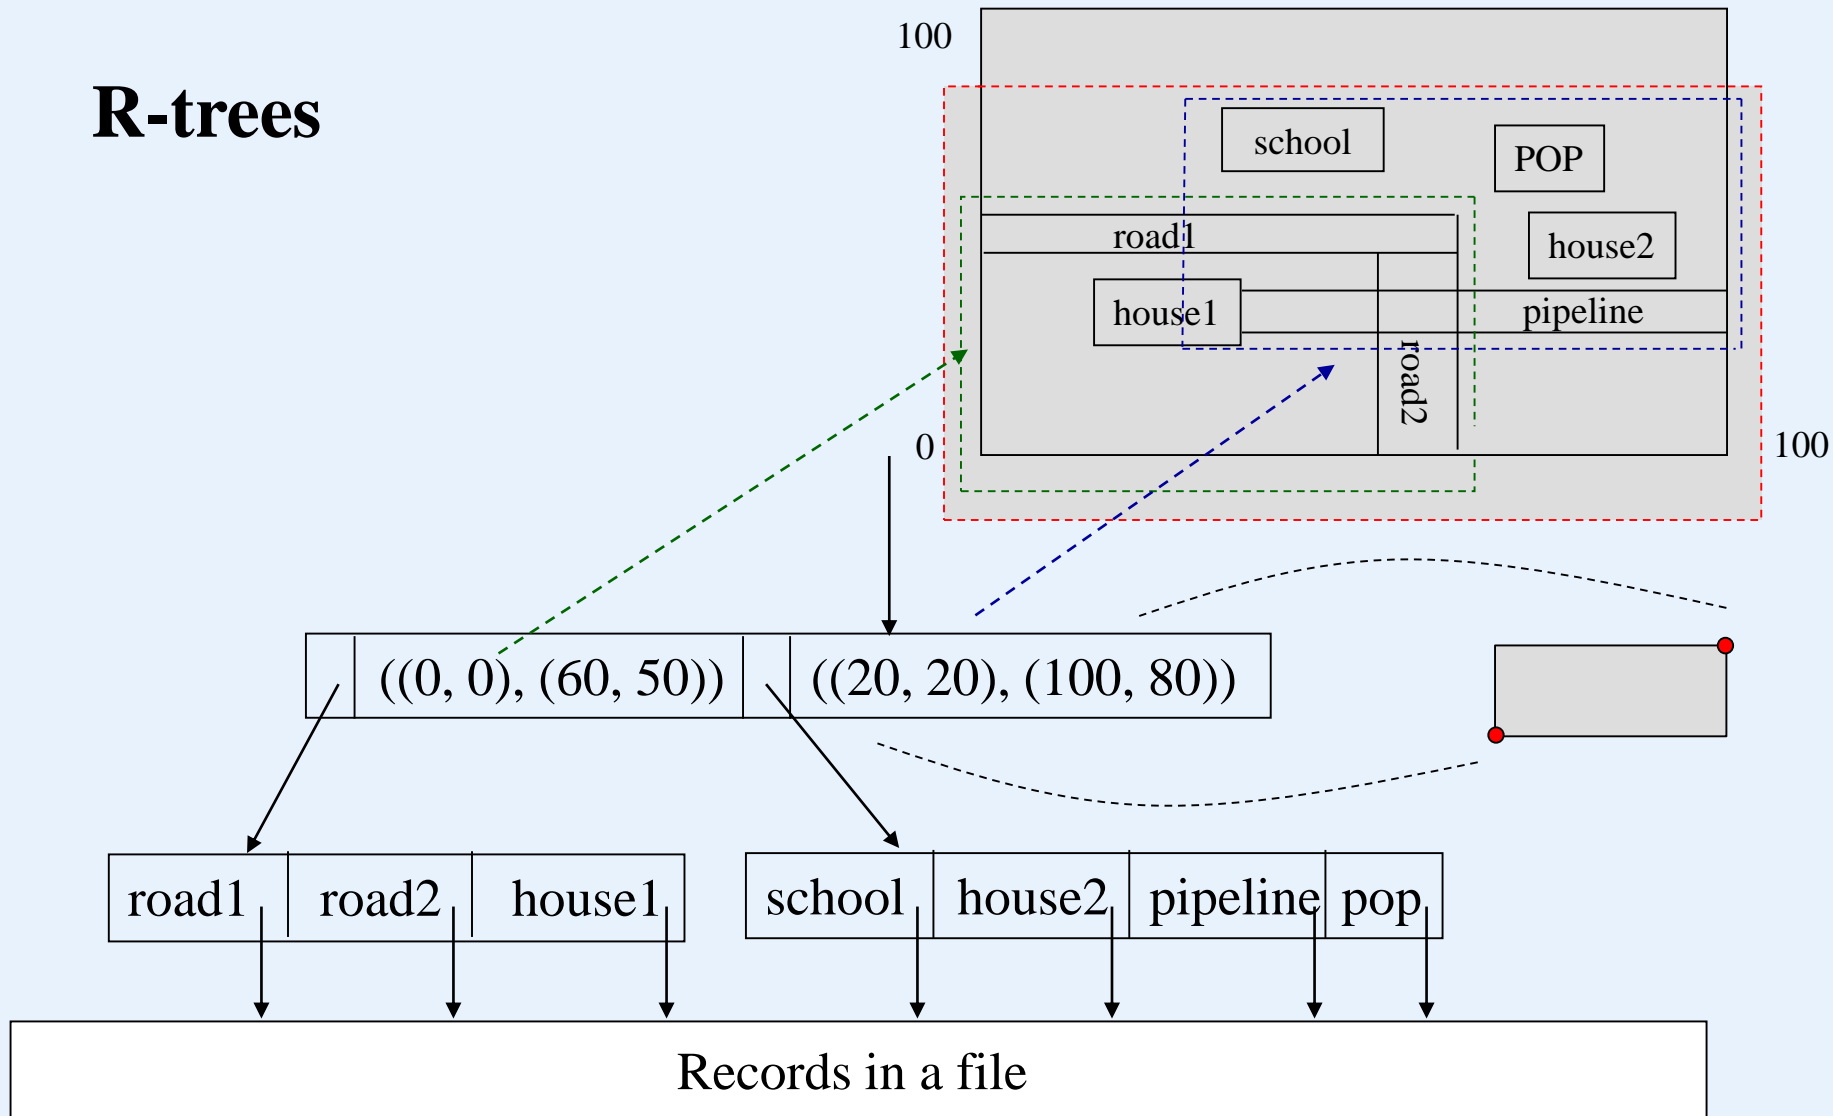 R-trees
100
school
POP
road1
house2
house1
pipeline
road2
0
100
((0, 0), (60, 50))
((20, 20), (100, 80))
road1
road2
house1
school
house2
pipeline
pop
Records in a file